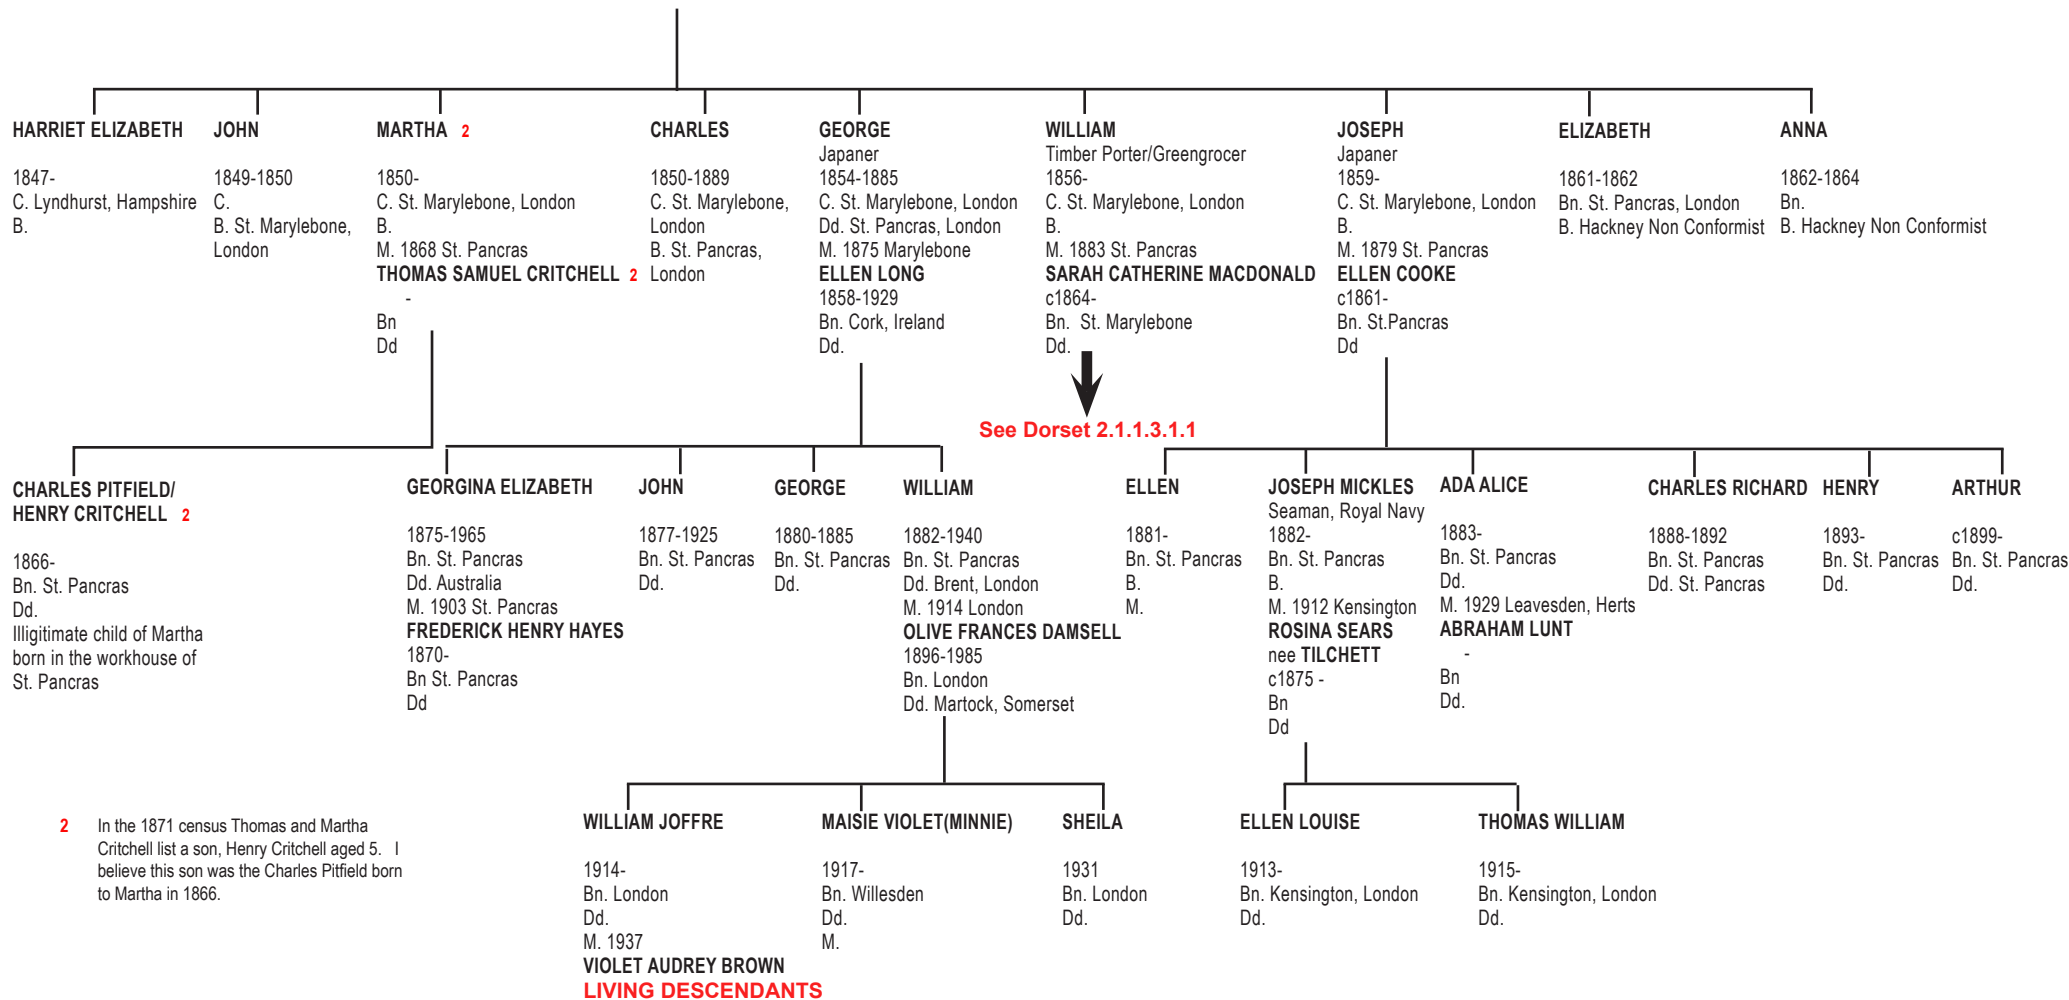 HARRIET ELIZABETH
1847-
C. Lyndhurst, Hampshire
B.
JOHN
1849-1850
C.
B. St. Marylebone,
London
MARTHA 2
1850-
C. St. Marylebone, London
B.
M. 1868 St. Pancras
THOMAS SAMUEL CRITCHELL 2
-
Bn
Dd
CHARLES
1850-1889
C. St. Marylebone,
London
B. St. Pancras,
London
GEORGE
Japaner
1854-1885
C. St. Marylebone, London
Dd. St. Pancras, London
M. 1875 Marylebone
ELLEN LONG
1858-1929
Bn. Cork, Ireland
Dd.
WILLIAM
Timber Porter/Greengrocer
1856-
C. St. Marylebone, London
B.
M. 1883 St. Pancras
SARAH CATHERINE MACDONALD
c1864-
Bn. St. Marylebone
Dd.
See Dorset 2.1.1.3.1.1
JOSEPH
Japaner
1859-
C. St. Marylebone, London
B.
M. 1879 St. Pancras
ELLEN COOKE
c1861-
Bn. St.Pancras
Dd
ELIZABETH
1861-1862
Bn. St. Pancras, London
B. Hackney Non Conformist
ANNA
1862-1864
Bn.
B. Hackney Non Conformist
CHARLES PITFIELD/
HENRY CRITCHELL 2
1866-
Bn. St. Pancras
Dd.
Illigitimate child of Martha
born in the workhouse of
St. Pancras
GEORGINA ELIZABETH
1875-1965
Bn. St. Pancras
Dd. Australia
M. 1903 St. Pancras
FREDERICK HENRY HAYES
1870-
Bn St. Pancras
Dd
JOHN
1877-1925
Bn. St. Pancras
Dd.
GEORGE
1880-1885
Bn. St. Pancras
Dd.
WILLIAM
1882-1940
Bn. St. Pancras
Dd. Brent, London
M. 1914 London
OLIVE FRANCES DAMSELL
1896-1985
Bn. London
Dd. Martock, Somerset
ELLEN
1881-
Bn. St. Pancras
B.
M.
JOSEPH MICKLES
Seaman, Royal Navy
1882-
Bn. St. Pancras
B.
M. 1912 Kensington
ROSINA SEARS
nee TILCHETT
c1875 -
Bn
Dd
ADA ALICE
1883-
Bn. St. Pancras
Dd.
M. 1929 Leavesden, Herts
ABRAHAM LUNT
-
Bn
Dd.
CHARLES RICHARD
1888-1892
Bn. St. Pancras
Dd. St. Pancras
HENRY
1893-
Bn. St. Pancras
Dd.
ARTHUR
c1899-
Bn. St. Pancras
Dd.
2 In the 1871 census Thomas and Martha
Critchell list a son, Henry Critchell aged 5. I
believe this son was the Charles Pitfield born
to Martha in 1866.
WILLIAM JOFFRE
1914-
Bn. London
Dd.
M. 1937
VIOLET AUDREY BROWN
LIVING DESCENDANTS
MAISIE VIOLET(MINNIE)
1917-
Bn. Willesden
Dd.
M.
SHEILA
1931
Bn. London
Dd.
ELLEN LOUISE
1913-
Bn. Kensington, London
Dd.
THOMAS WILLIAM
1915-
Bn. Kensington, London
Dd.